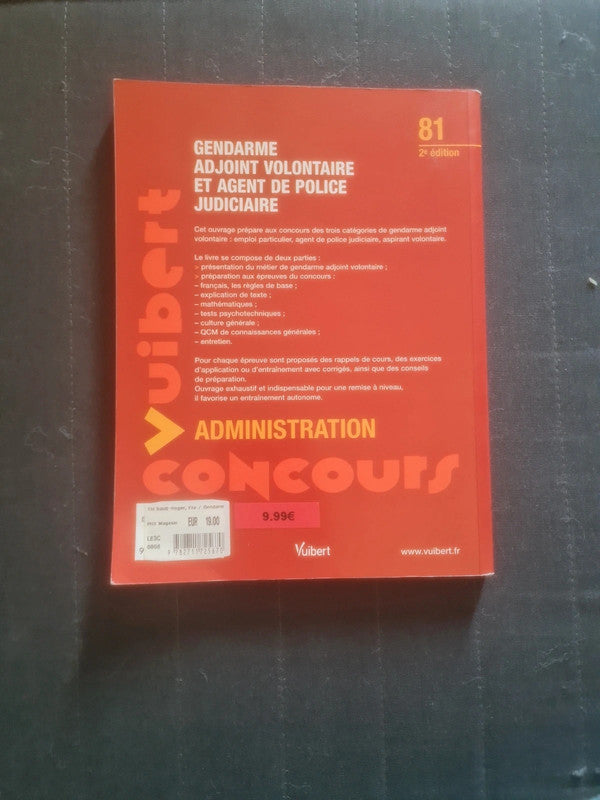 81
2e édition
GENDARME
ADJOINT VOLONTAIRE
ET AGENT DE POLICE
JUDICIAIRE
Cet ouvrage prépare aux concours des trois catégories de gendarme adjoint
volontaire : emploi particulier, agent de police judiciaire, aspirant volontaire.
Le livre se compose de deux parties :
> présentation du métier de gendarme adjoint volontaire ;
> préparation aux épreuves du concours :
– français, les règles de base ;
– explication de texte ;
– mathématiques ;
– tests psychotechniques ;
– culture générale ;
– QCM de connaissances générales ;
– entretien.
Pour chaque épreuve sont proposés des rappels de cours, des exercices
d'application ou d'entraînement avec corrigés, ainsi que des conseils
de préparation.
Ouvrage exhaustif et indispensable pour une remise à niveau,
il favorise un entraînement autonome.
Vuibert
ADMINISTRATION
CONCOURS
Gendarme
Magasin EUR 19.00
9.99€
9 782711 725670
Vuibert
www.vuibert.fr